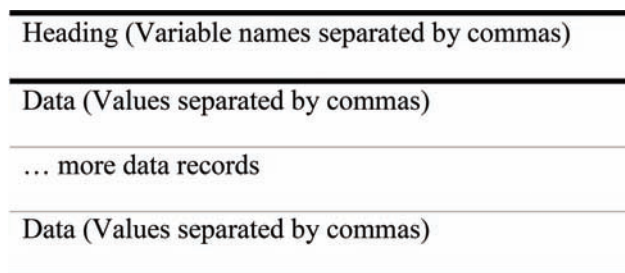 Heading (Variable names separated by commas)
Data (Values separated by commas)
… more data records
Data (Values separated by commas)